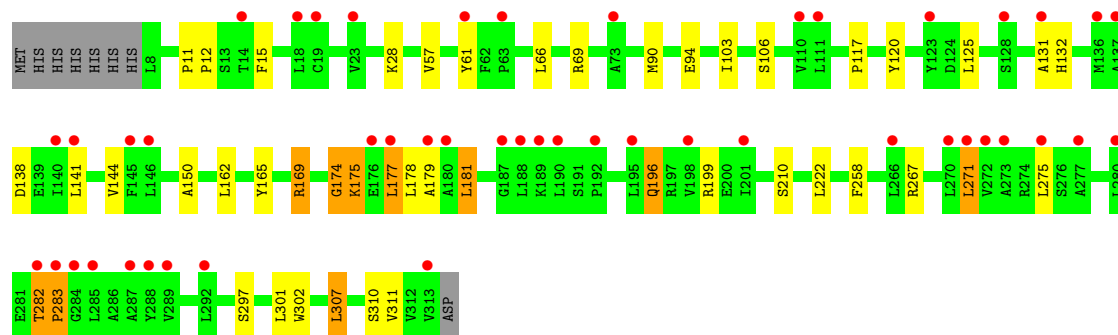 MET HIS HIS HIS HIS HIS HIS L8 P11 P12 S13 T14 F15 L18 C19 V23 K28 V57 Y61 F62 P63 L66 R69 A73 M90 E94 I103 S106 V110 L111 P117 Y120 Y123 D124 L125 S128 A131 H132 M136 A137
D138 E139 I140 L141 V144 F145 L146 A150 L162 Y165 R169 G174 K175 E176 L177 L178 A179 A180 L181 G187 L188 K189 L190 S191 P192 L195 Q196 R197 V198 R199 E200 I201 S210 L222 F258 L266 R267 L270 L271 V272 A273 R274 L275 S276 A277 L280
E281 T282 P283 G284 L285 A286 A287 Y288 V289 L292 S297 L301 W302 L307 S310 V311 V312 V313 ASP